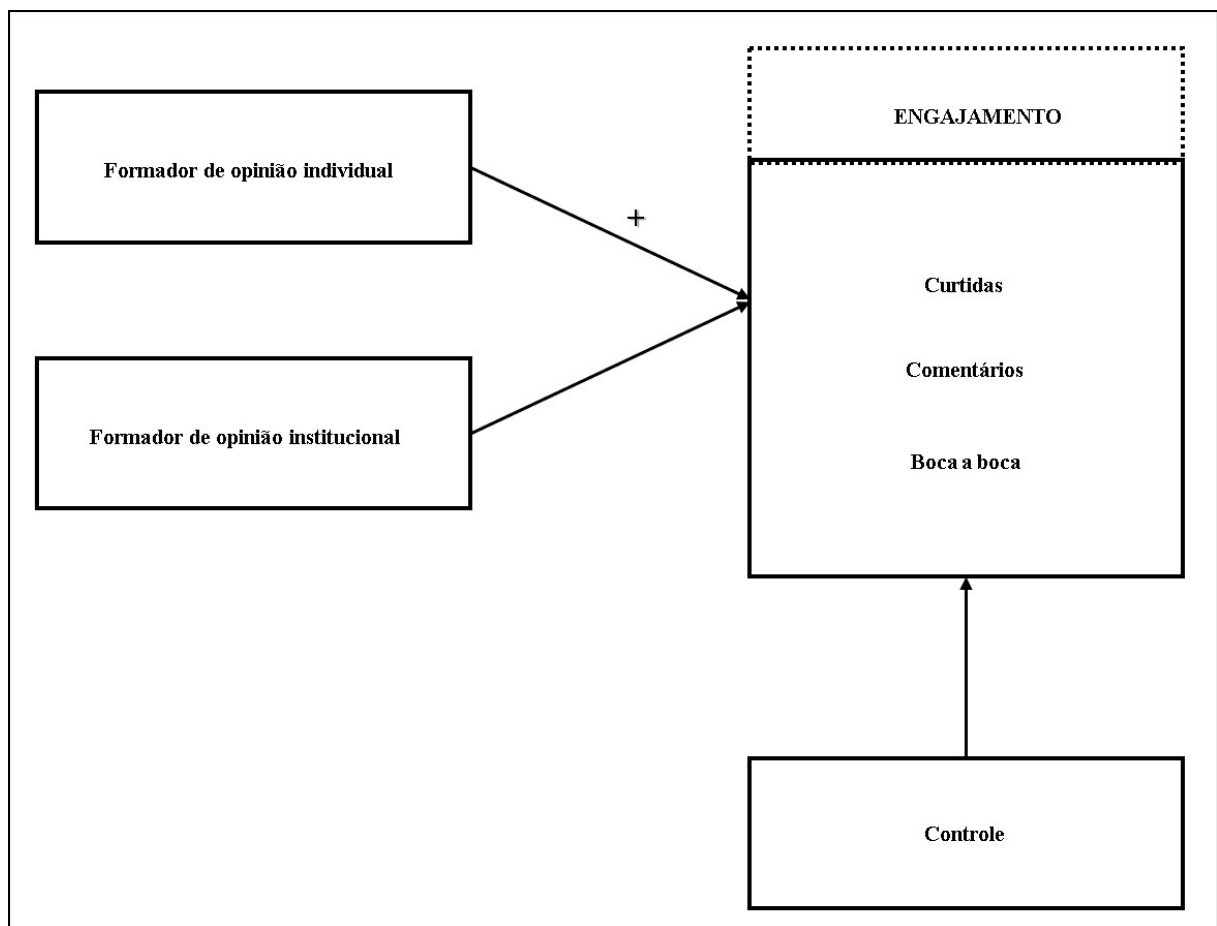 ENGAJAMENTO
Formador de opinião individual
+
Curtidas
Comentários
Formador de opinião institucional
Boca a boca
Controle